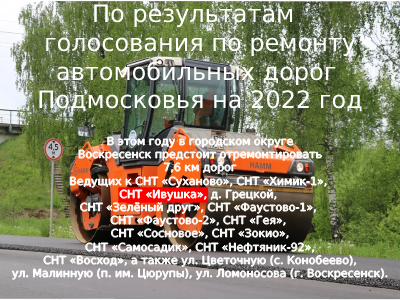 По результатам
голосования по ремонту
автомобильных дорог
Подмосковья на 2022 год
В этом году в городском округе
Воскресенск предстоит отремонтировать
7,6 км дорог
Ведущих к СНТ «Суханово», СНТ «Химик-1»,
СНТ «Ивушка», д. Грецкой,
СНТ «Зелёный друг», СНТ «Фаустово-1»,
СНТ «Фаустово-2», СНТ «Гея»,
СНТ «Сосновое», СНТ «Зокио»,
СНТ «Самосадик», СНТ «Нефтяник-92»,
СНТ «Восход», а также ул. Цветочную (с. Конобеево),
ул. Малинную (п. им. Цюрупы), ул. Ломоносова (г. Воскресенск).
4,5
HAMM